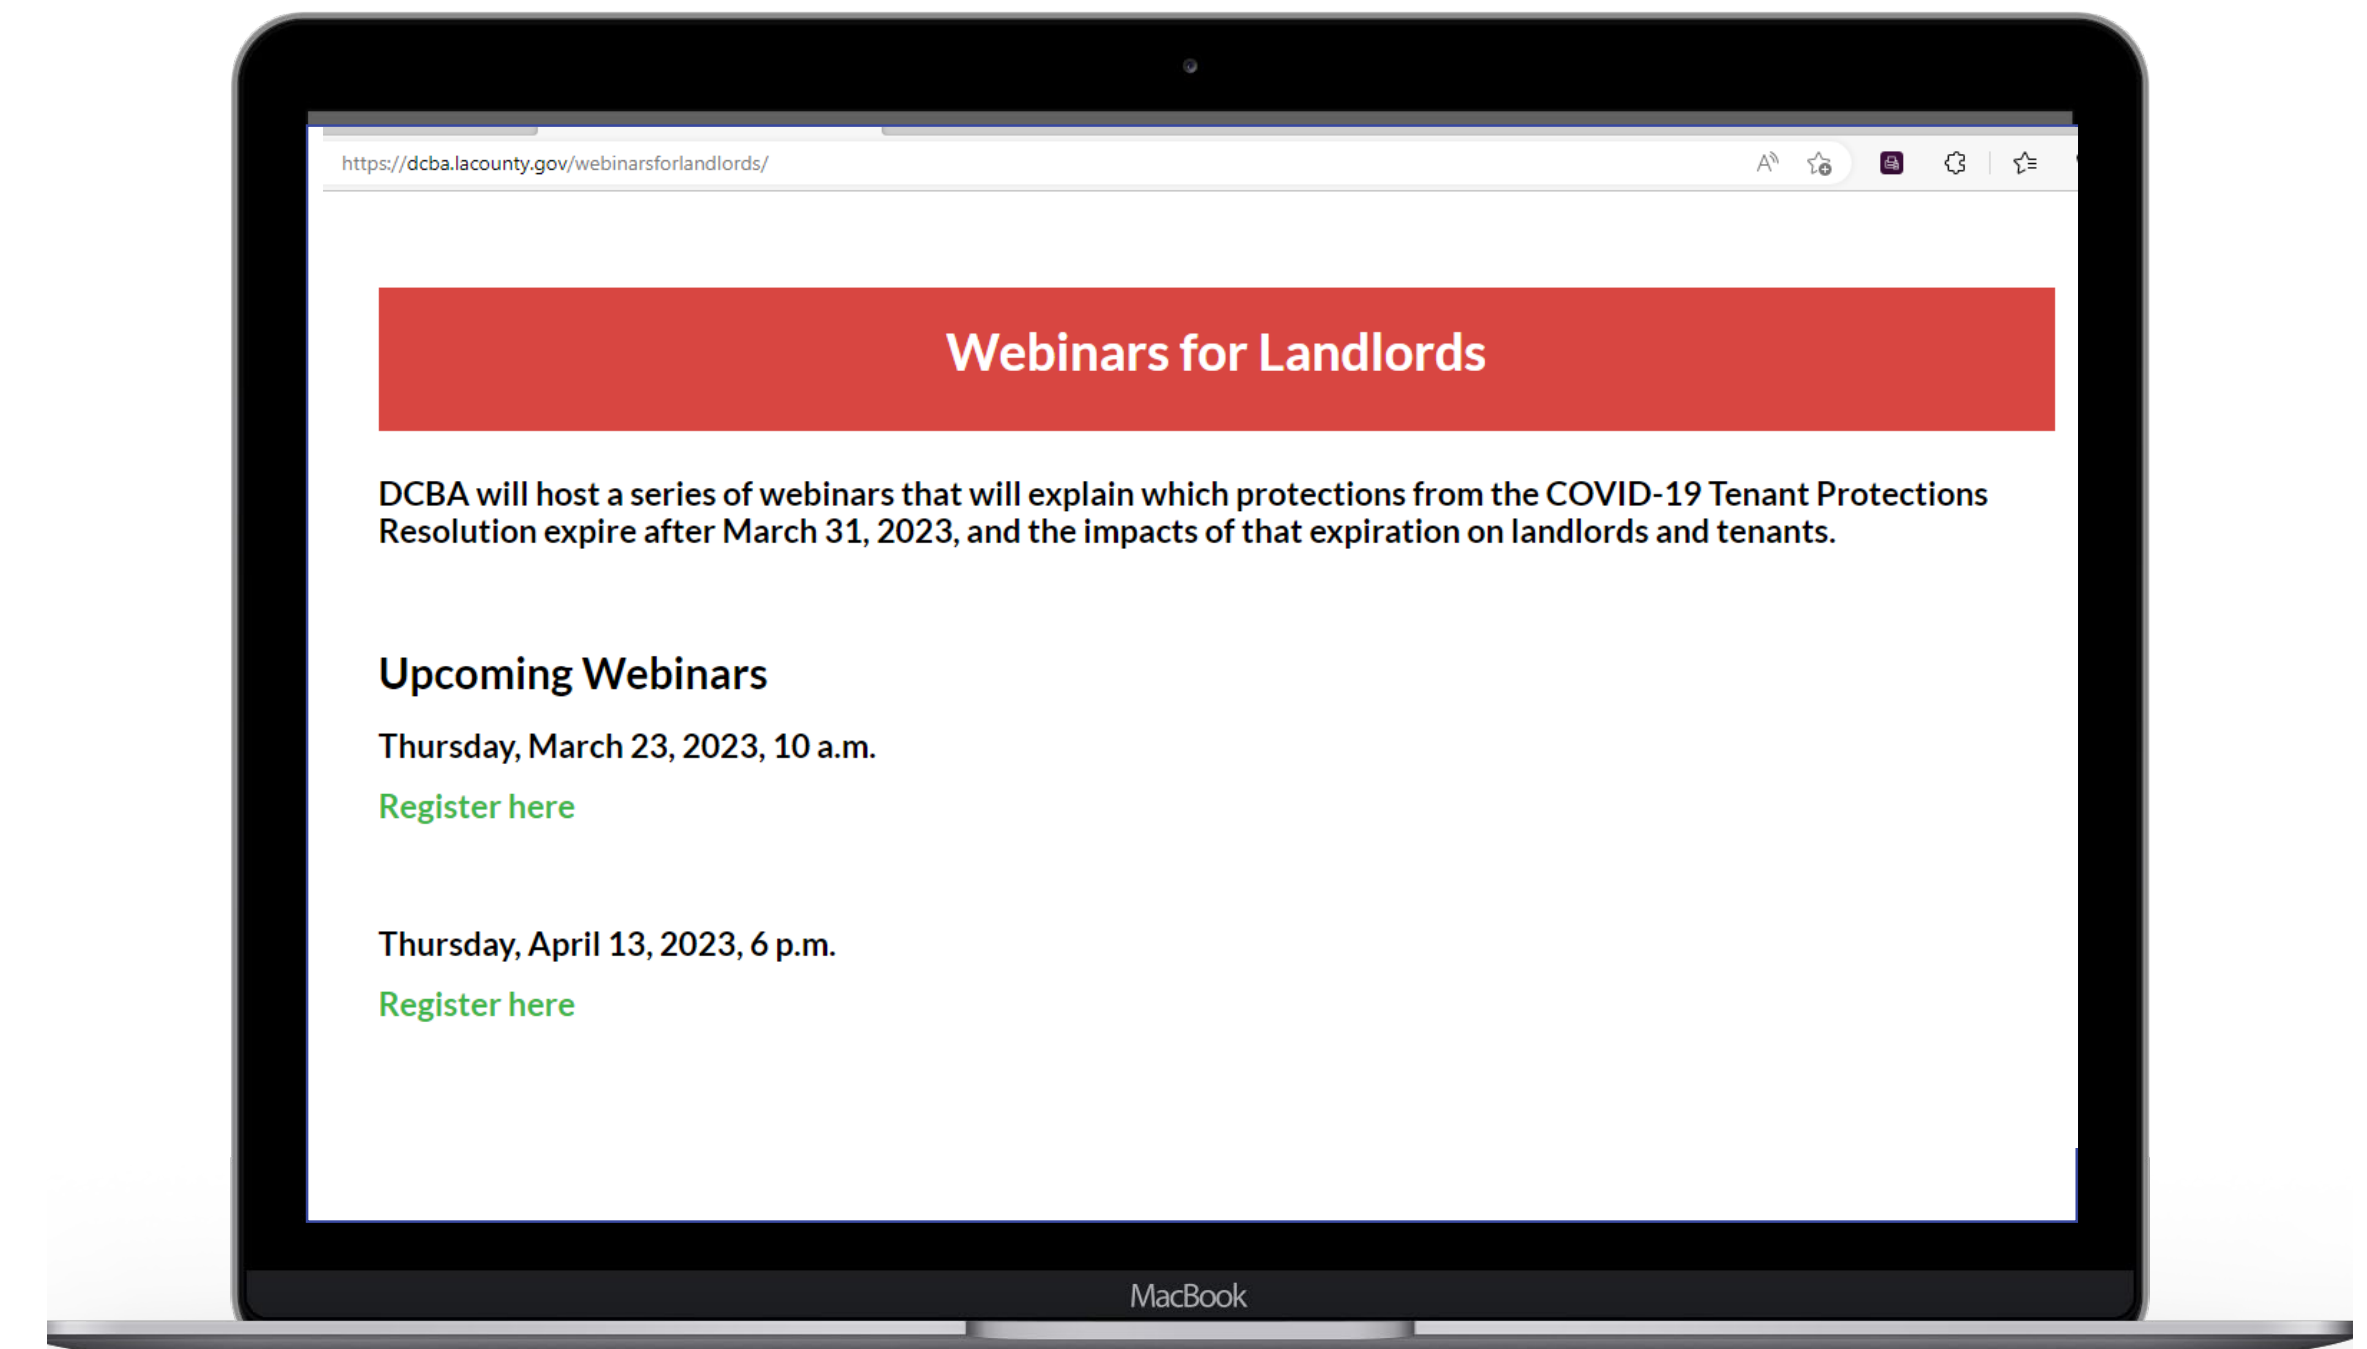 https://dcba.lacounty.gov/webinarsforlandlords/
Webinars for Landlords
DCBA will host a series of webinars that will explain which protections from the COVID-19 Tenant Protections
Resolution expire after March 31, 2023, and the impacts of that expiration on landlords and tenants.
Upcoming Webinars
Thursday, March 23, 2023, 10 a.m.
Register here
Thursday, April 13, 2023, 6 p.m.
Register here
MacBook